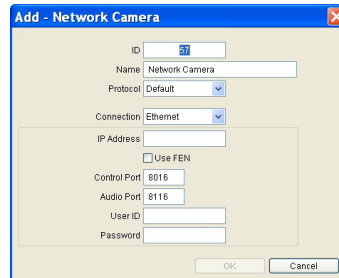 Add - Network Camera
ID 57
Name Network Camera
Protocol Default
Connection Ethernet
IP Address
Use FEN
Control Port 8016
Audio Port 8116
User ID
Password
OK Cancel